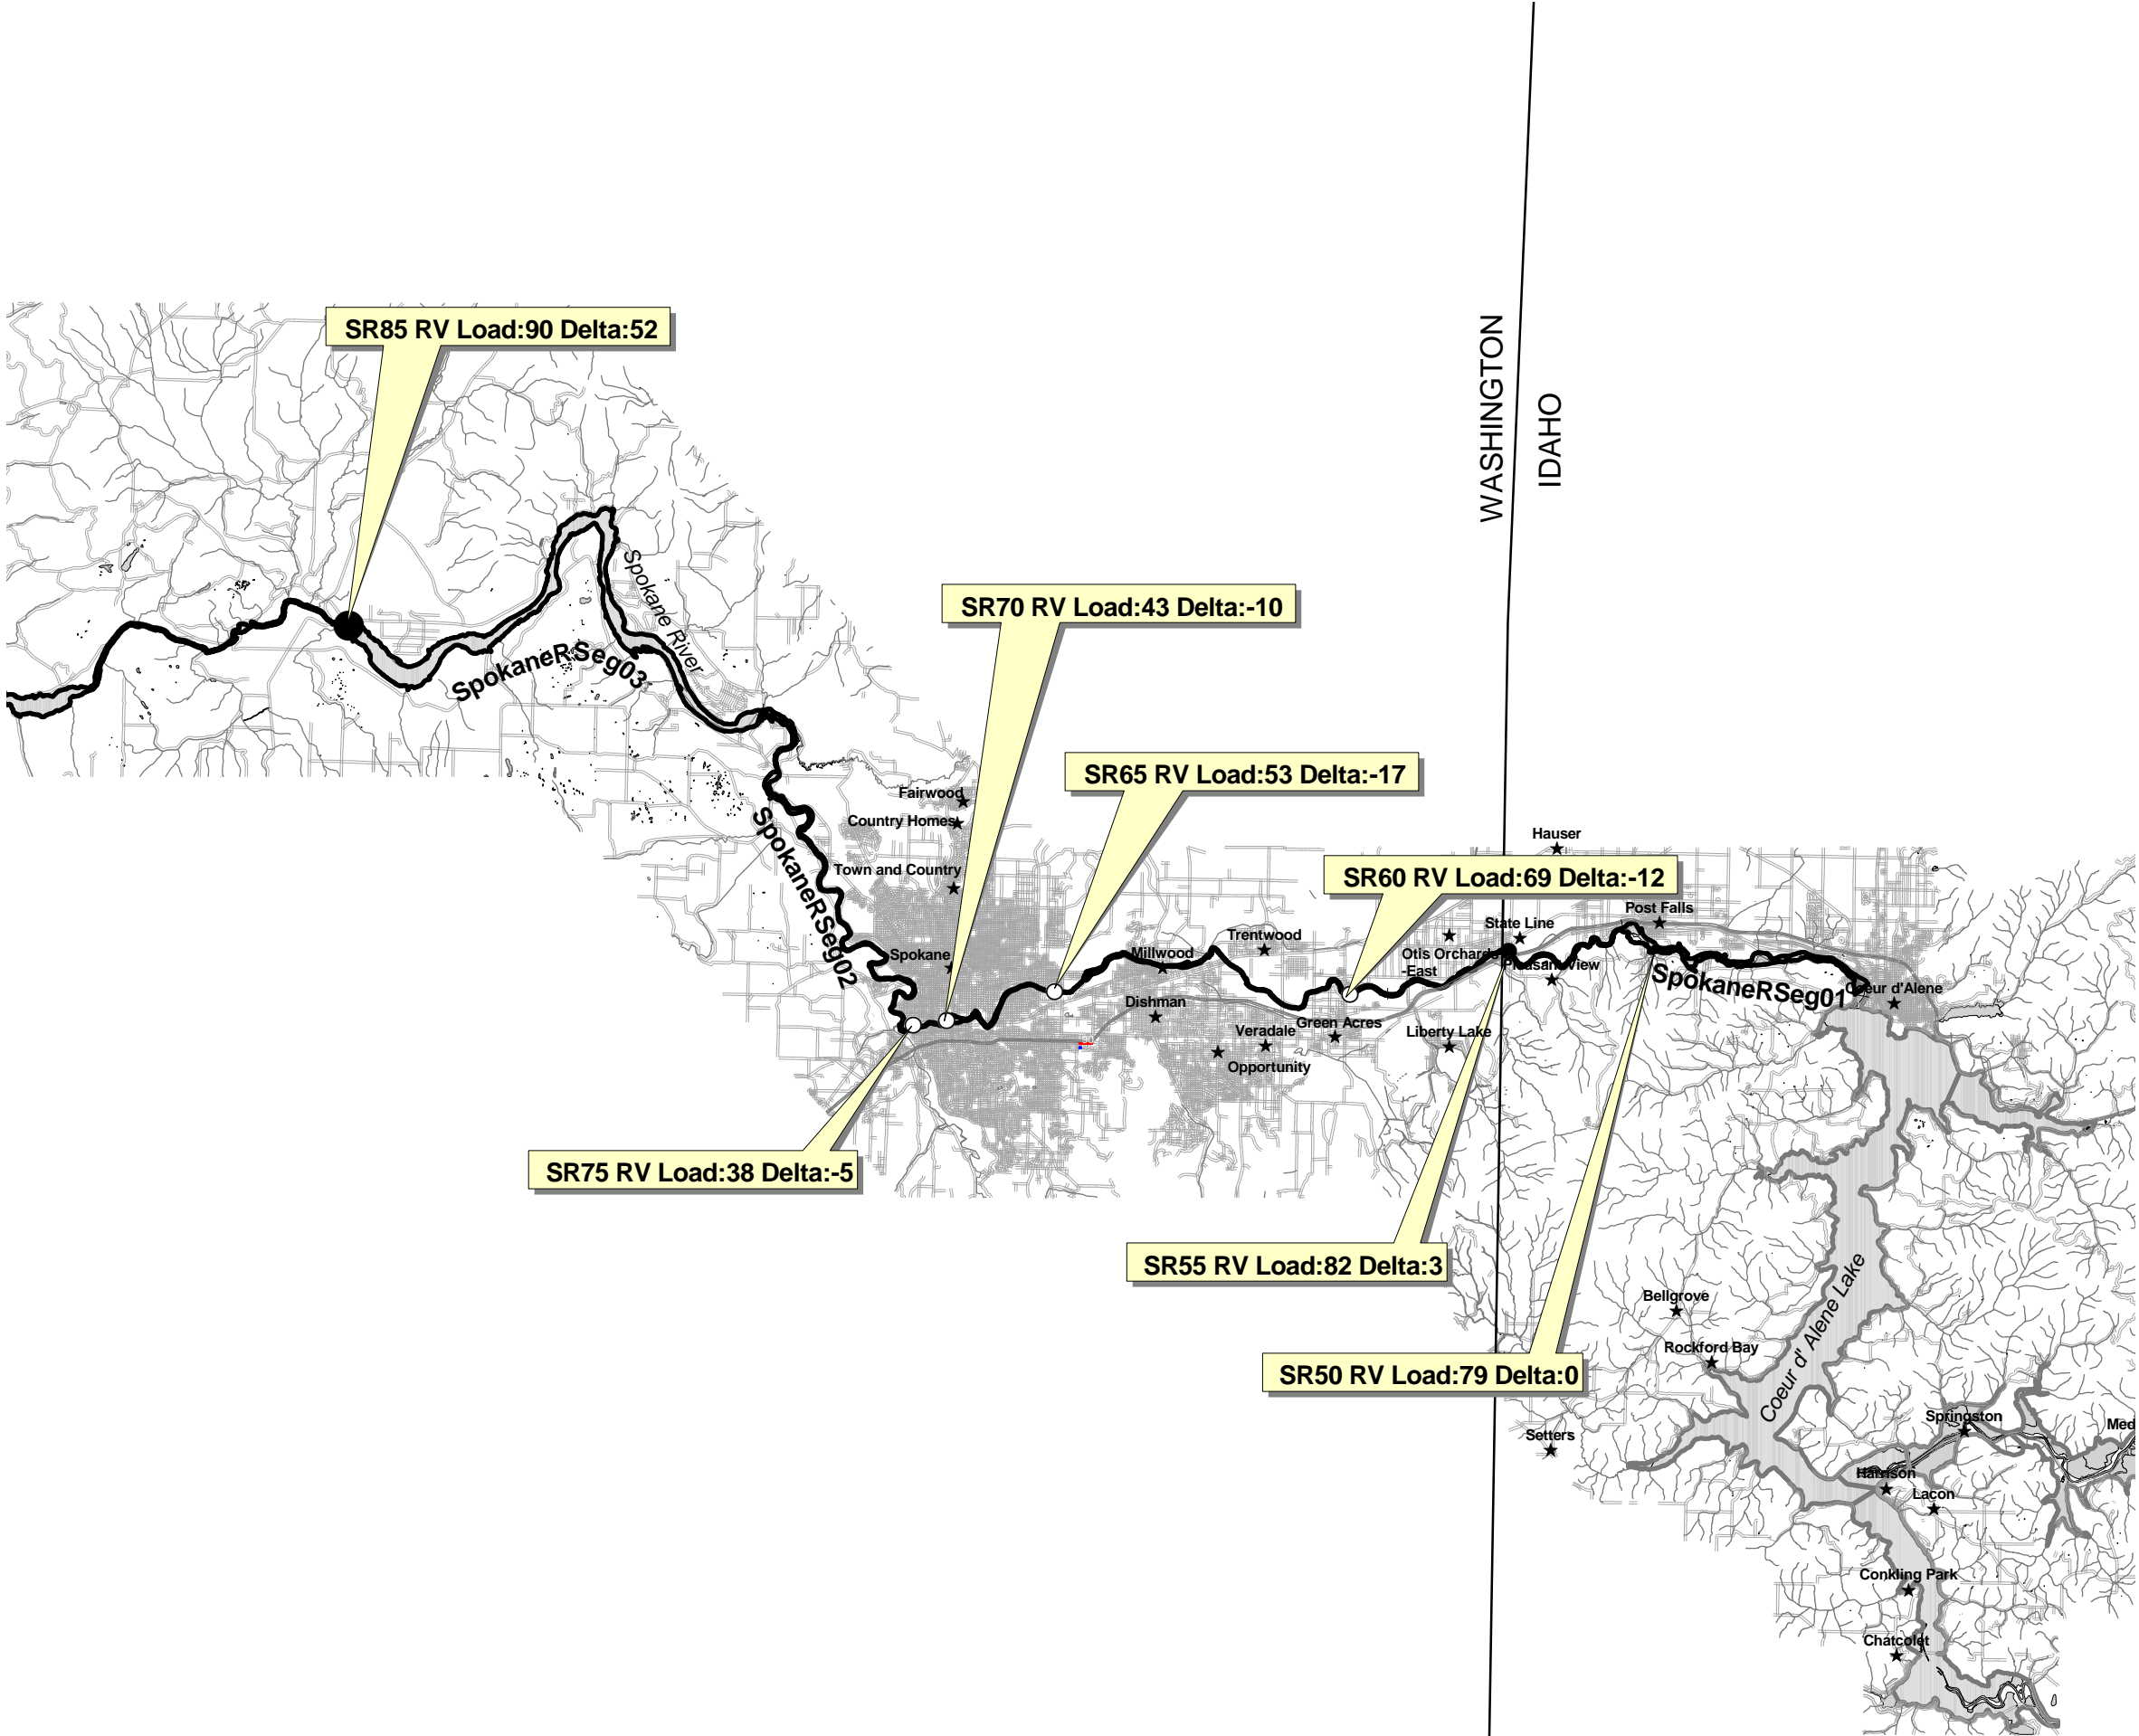 WASHINGTON
IDAHO
SR85 RV Load:90 Delta:52
Spokane River
SpokaneRSeg03
SR70 RV Load:43 Delta:-10
SR65 RV Load:53 Delta:-17
Fairwood
Country Homes
Town and Country
SpokaneRSeg02
Spokane
Hauser
SR60 RV Load:69 Delta:-12
Post Falls
State Line
Trentwood
Millwood
Otis Orchards
-East
Pleasant View
SpokaneRSeg01
Coeur d'Alene
Dishman
Veradale
Green Acres
Liberty Lake
Opportunity
SR75 RV Load:38 Delta:-5
SR55 RV Load:82 Delta:3
SR50 RV Load:79 Delta:0
Bellgrove
Rockford Bay
Coeur d' Alene Lake
Setters
Springston
Med
Harrison
Lacon
Conkling Park
Chatcolet